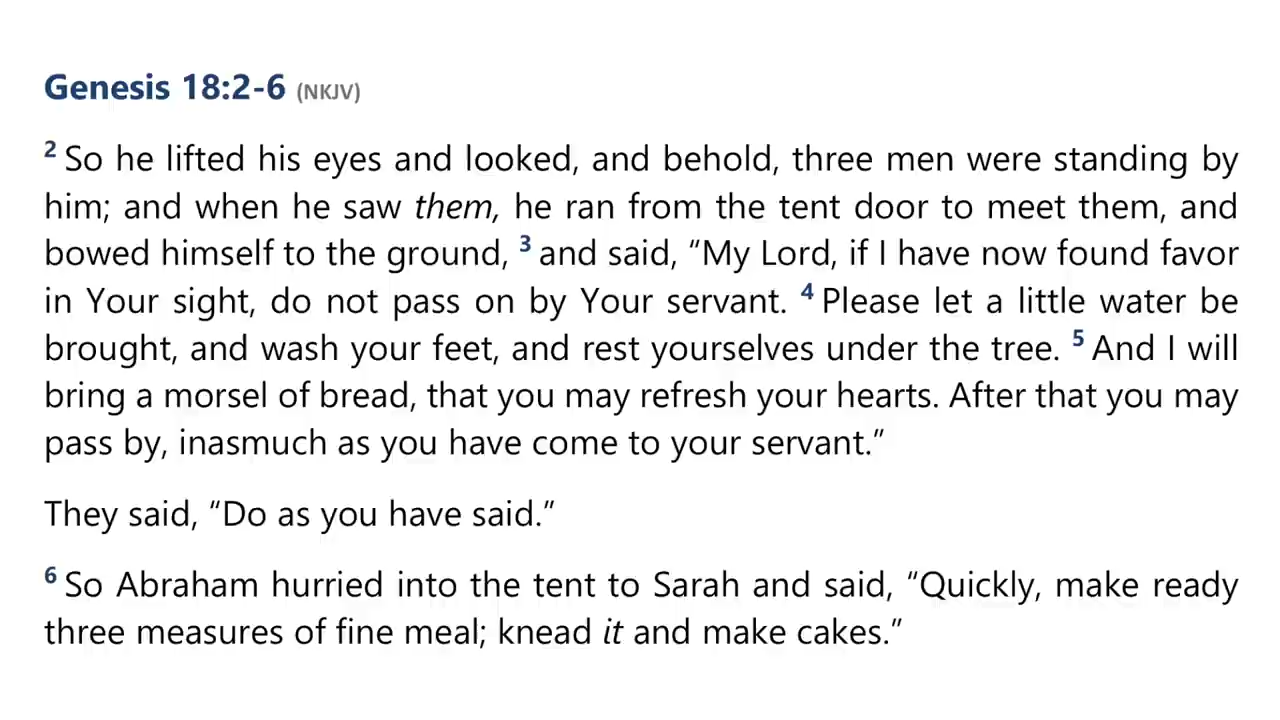 Genesis 18:2-6 (NKJV)
2 So he lifted his eyes and looked, and behold, three men were standing by
him; and when he saw them, he ran from the tent door to meet them, and
bowed himself to the ground, 3 and said, “My Lord, if I have now found favor
in Your sight, do not pass on by Your servant. 4 Please let a little water be
brought, and wash your feet, and rest yourselves under the tree. 5 And I will
bring a morsel of bread, that you may refresh your hearts. After that you may
pass by, inasmuch as you have come to your servant.”
They said, “Do as you have said.”
6 So Abraham hurried into the tent to Sarah and said, “Quickly, make ready
three measures of fine meal; knead it and make cakes.”